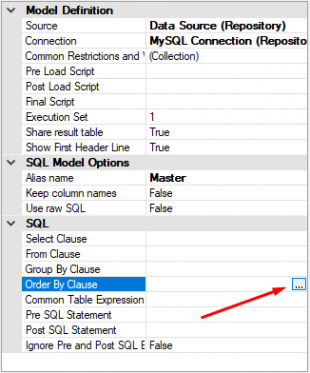 Model Definition
Source Data Source (Repository)
Connection MySQL Connection (Reposito
Common Restrictions and V (Collection)
Pre Load Script
Post Load Script
Final Script
Execution Set 1
Share result table True
Show First Header Line True
SQL Model Options
Alias name Master
Keep column names False
Use raw SQL False
SQL
Select Clause
From Clause
Group By Clause
Order By Clause ...
Common Table Expression
Pre SQL Statement
Post SQL Statement
Ignore Pre and Post SQL E False